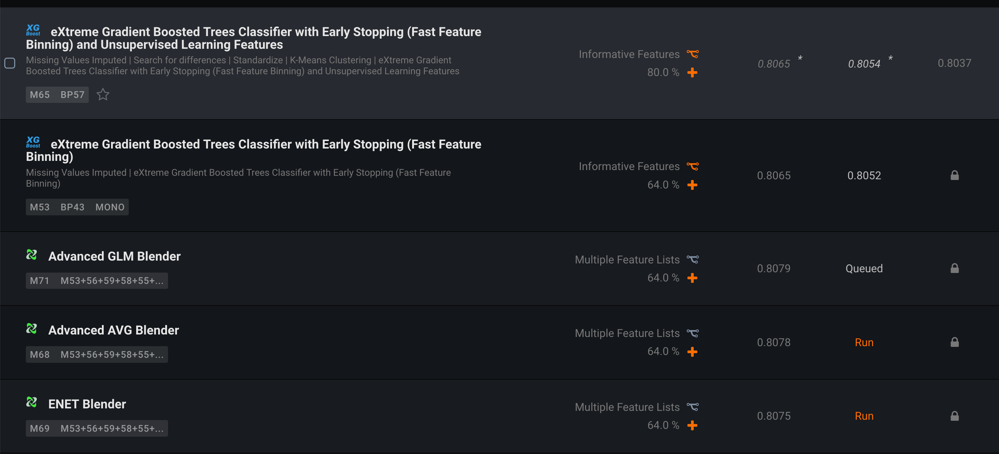 XG Boost eXtreme Gradient Boosted Trees Classifier with Early Stopping (Fast Feature
Binning) and Unsupervised Learning Features
Missing Values Imputed | Search for differences | Standardize | K-Means Clustering | eXtreme Gradient
Boosted Trees Classifier with Early Stopping (Fast Feature Binning) and Unsupervised Learning Features
M65 BP57
Informative Features
80.0 %
0.8065 * 0.8054 * 0.8037
XG Boost eXtreme Gradient Boosted Trees Classifier with Early Stopping (Fast Feature
Binning)
Missing Values Imputed | eXtreme Gradient Boosted Trees Classifier with Early Stopping (Fast Feature
Binning)
M53 BP43 MONO
Informative Features
64.0 %
0.8065 0.8052
Advanced GLM Blender
M71 M53+56+59+58+55+...
Multiple Feature Lists
64.0 %
0.8079 Queued
Advanced AVG Blender
M68 M53+56+59+58+55+...
Multiple Feature Lists
64.0 %
0.8078 Run
ENET Blender
M69 M53+56+59+58+55+...
Multiple Feature Lists
64.0 %
0.8075 Run